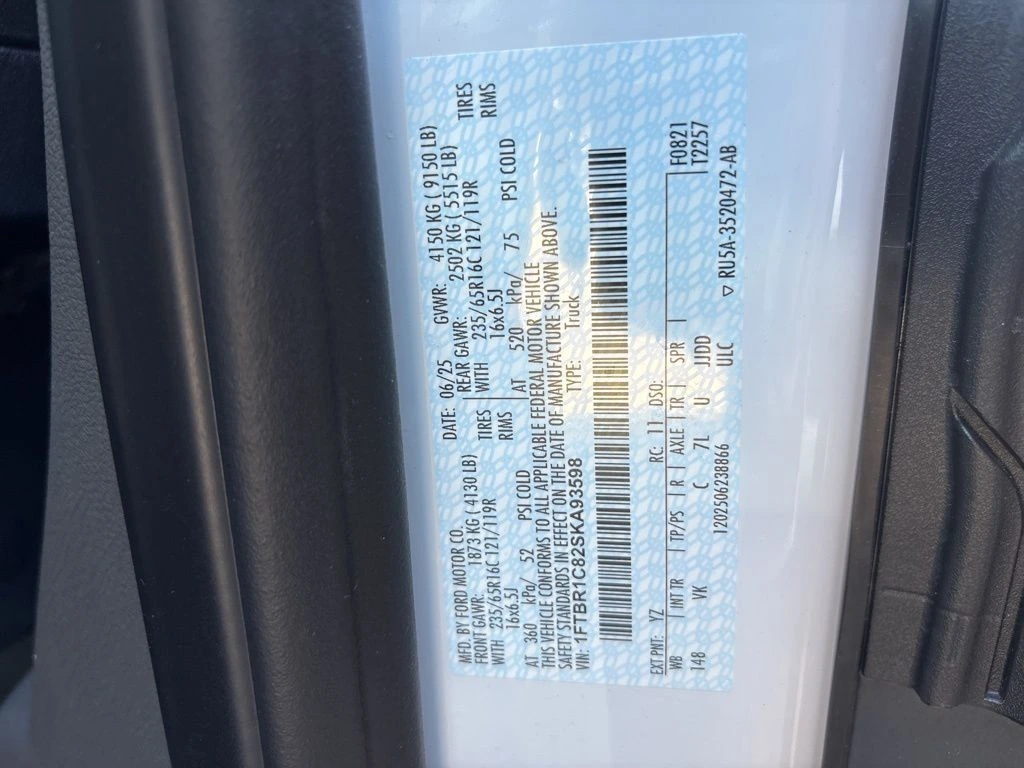 MFD. BY FORD MOTOR CO. DATE: 06/25 GVWR: 4150 KG ( 9150 LB)
FRONT GAWR: 1873 KG ( 4130 LB) REAR GAWR: 2502 KG ( 5515 LB)
WITH 235/65R16C 121/119R TIRES WITH 235/65R16C 121/119R TIRES
16x6.5J RIMS 16x6.5J RIMS
AT 360 kPa/ 52 PSI COLD AT 520 kPa/ 75 PSI COLD
THIS VEHICLE CONFORMS TO ALL APPLICABLE FEDERAL MOTOR VEHICLE
SAFETY STANDARDS IN EFFECT ON THE DATE OF MANUFACTURE SHOWN ABOVE.
VIN: 1FTBR1C82SKA93598 TYPE: Truck
EXT PNT: YZ RC: 11 DSO: F0821
WB INT TR TP/PS R AXLE TR SPR T2257
148 VK C 7L U JJDD
120250623​8866 ULC ▽ RU5A-3520472-AB